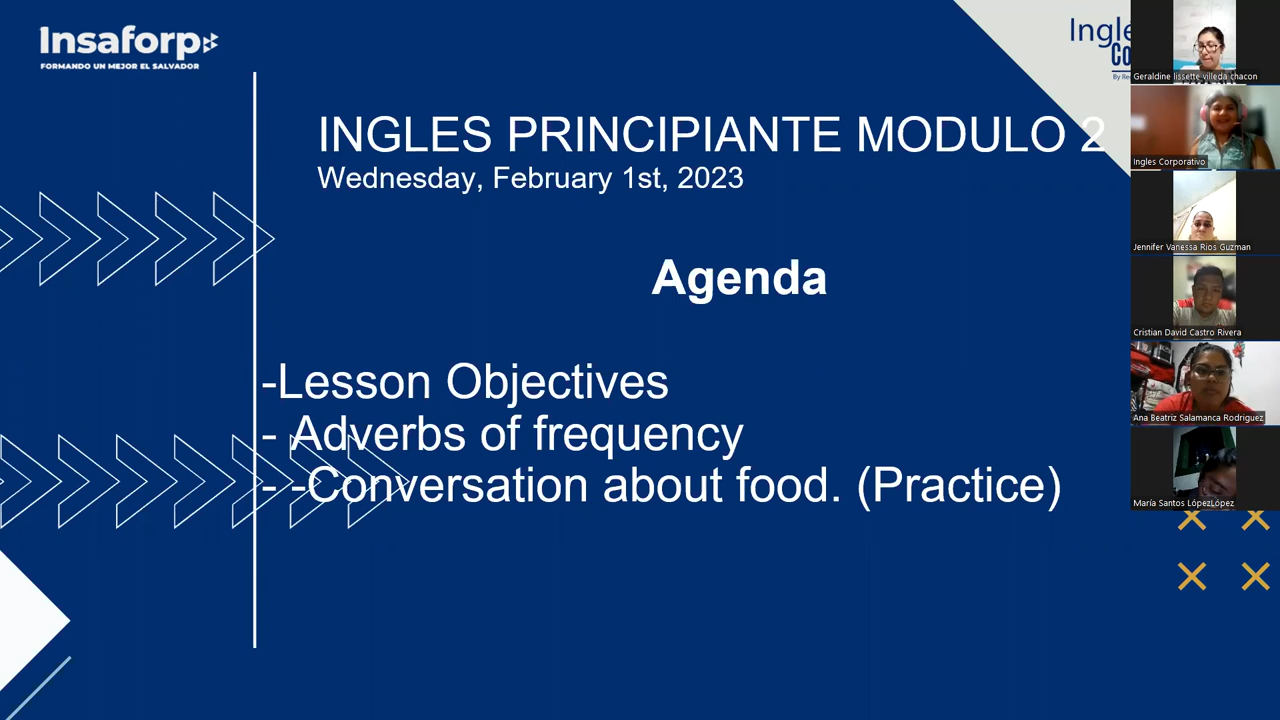 Insaforp
FORMANDO UN MEJOR EL SALVADOR
INGLES PRINCIPIANTE MODULO 2
Wednesday, February 1st, 2023
Agenda
-Lesson Objectives
- Adverbs of frequency
- -Conversation about food. (Practice)
Geraldine lissette villeda chacon
Ingles Corporativo
Jennifer Vanessa Rios Guzman
Cristian David Castro Rivera
Ana Beatriz Salamanca Rodriguez
María Santos LópezLópez